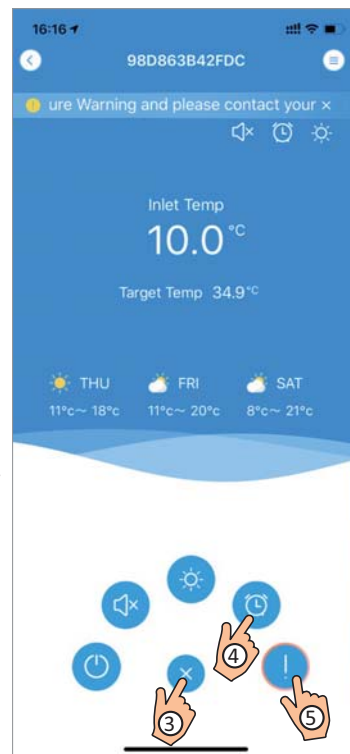 16:16
98D863B42FDC
ure Warning and please contact your ×
Inlet Temp
10.0 °C
Target Temp 34.9°C
THU FRI SAT
11°c~ 18°c 11°c~ 20°c 8°c~ 21°c
④
③
⑤